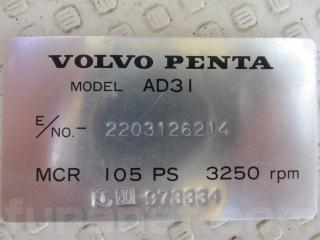 VOLVO PENTA
MODEL AD31
E/NO.- 2203126214
MCR 105 PS 3250 rpm
973334